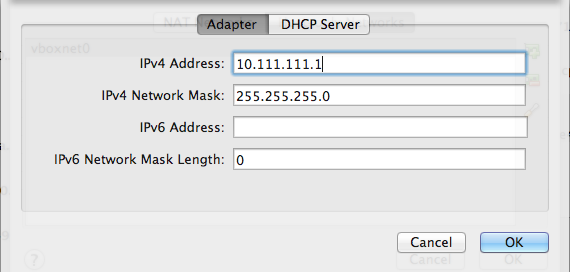 Adapter DHCP Server
vboxnet0
IPv4 Address: 10.111.111.1
IPv4 Network Mask: 255.255.255.0
IPv6 Address:
IPv6 Network Mask Length: 0
Cancel OK
Cancel OK
?